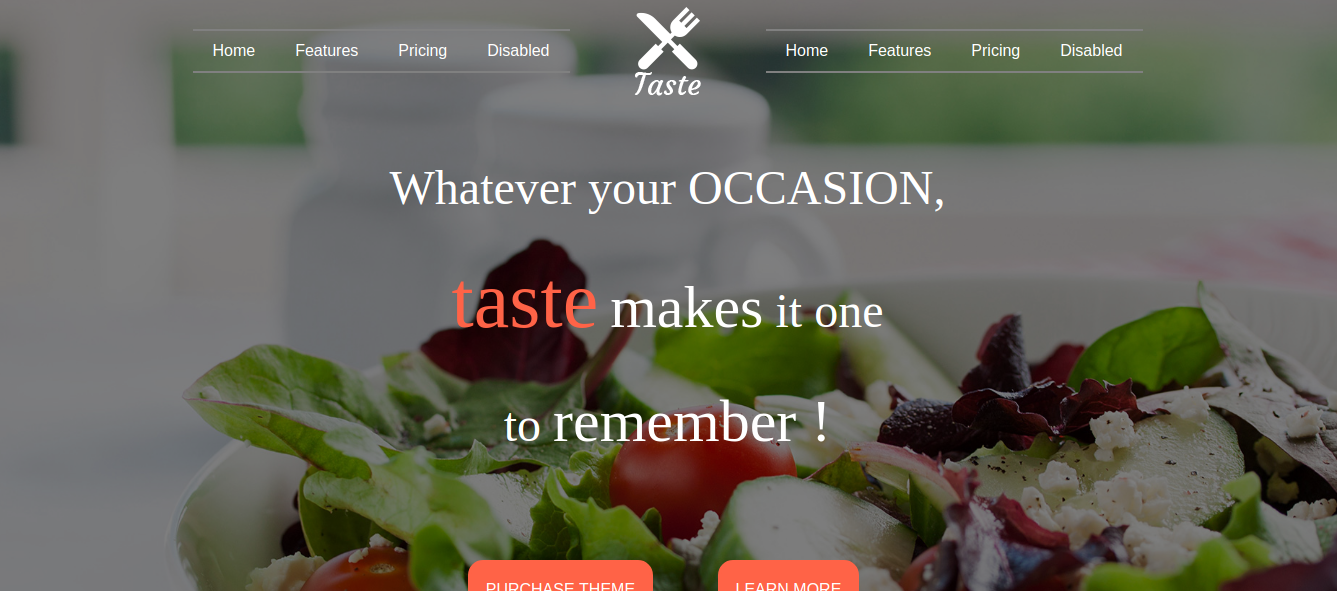 Home Features Pricing Disabled
Taste
Home Features Pricing Disabled
Whatever your OCCASION,
taste makes it one
to remember !
PURCHASE THEME
LEARN MORE